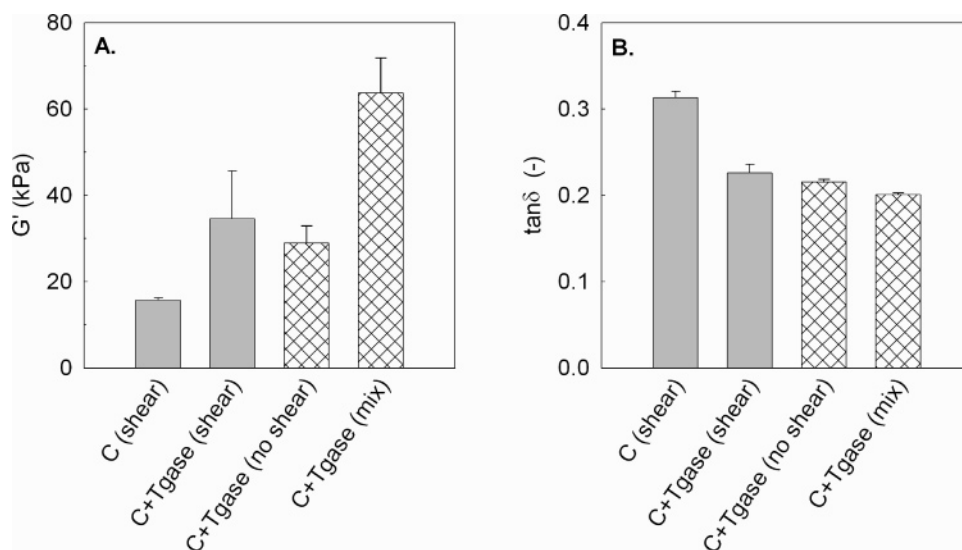 A.
80
60
40
20
0
G' (kPa)
C (shear)
C+Tgase (shear)
C+Tgase (no shear)
C+Tgase (mix)
B.
0.4
0.3
0.2
0.1
0.0
tanδ (-)
C (shear)
C+Tgase (shear)
C+Tgase (no shear)
C+Tgase (mix)